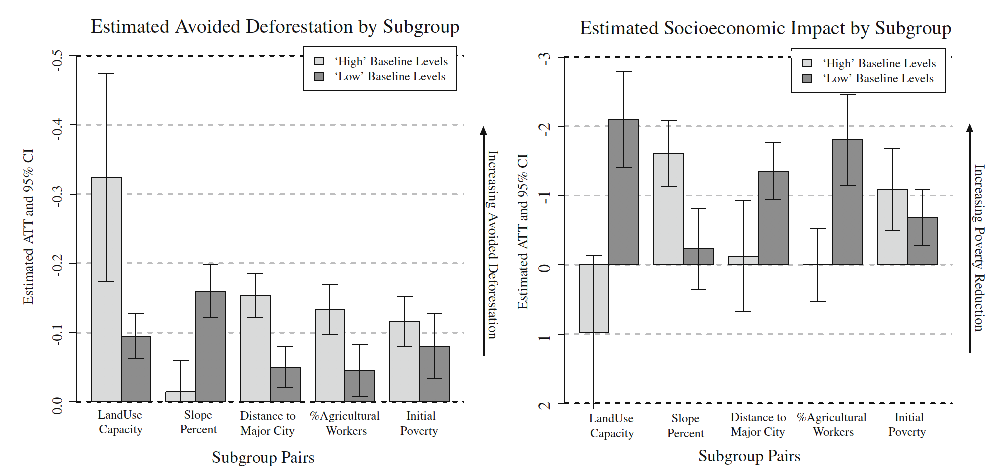 Estimated Avoided Deforestation by Subgroup
‘High’ Baseline Levels
‘Low’ Baseline Levels
-0.5
-0.4
-0.3
-0.2
-0.1
0.0
Estimated ATT and 95% CI
Increasing Avoided Deforestation
LandUse
Capacity
Slope
Percent
Distance to
Major City
%Agricultural
Workers
Initial
Poverty
Subgroup Pairs
Estimated Socioeconomic Impact by Subgroup
‘High’ Baseline Levels
‘Low’ Baseline Levels
-3
-2
-1
0
1
2
Estimated ATT and 95% CI
Increasing Poverty Reduction
LandUse
Capacity
Slope
Percent
Distance to
Major City
%Agricultural
Workers
Initial
Poverty
Subgroup Pairs